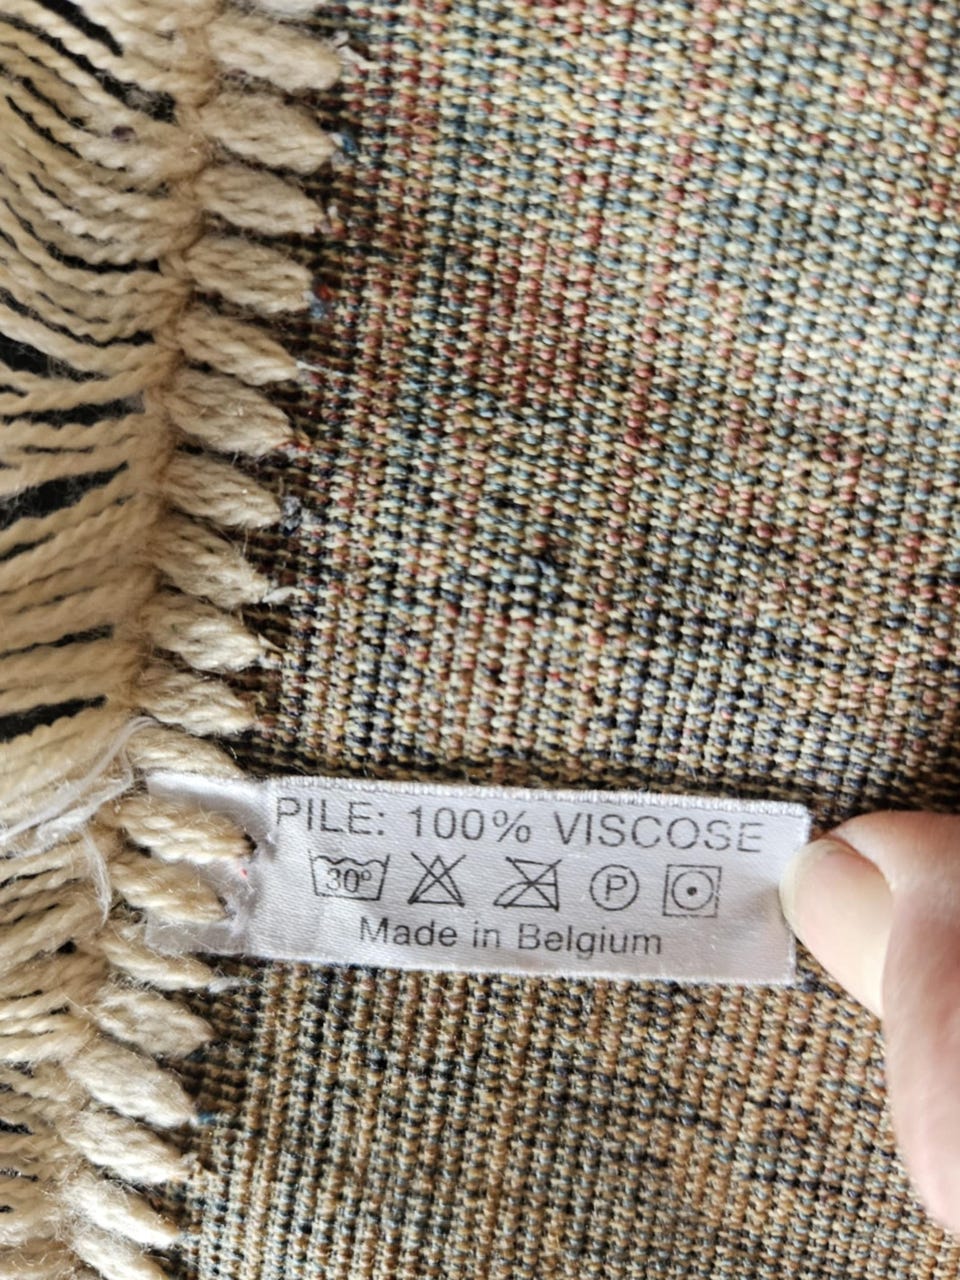 PILE: 100% VISCOSE
30° P
Made in Belgium